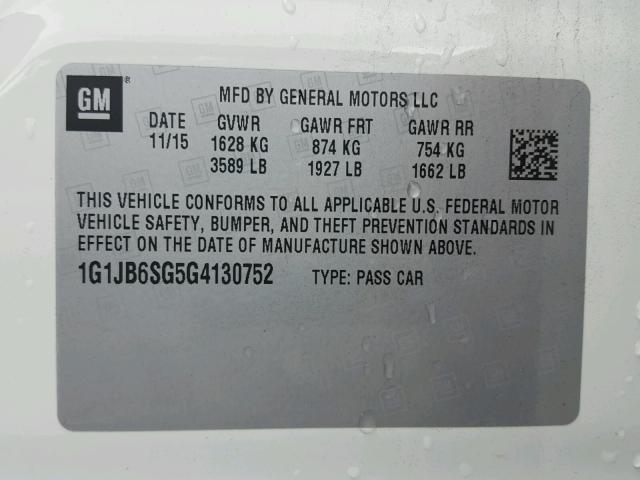 GM ®
MFD BY GENERAL MOTORS LLC
DATE GVWR GAWR FRT GAWR RR
11/15 1628 KG 874 KG 754 KG
3589 LB 1927 LB 1662 LB
THIS VEHICLE CONFORMS TO ALL APPLICABLE U.S. FEDERAL MOTOR
VEHICLE SAFETY, BUMPER, AND THEFT PREVENTION STANDARDS IN
EFFECT ON THE DATE OF MANUFACTURE SHOWN ABOVE.
1G1JB6SG5G4130752 TYPE: PASS CAR